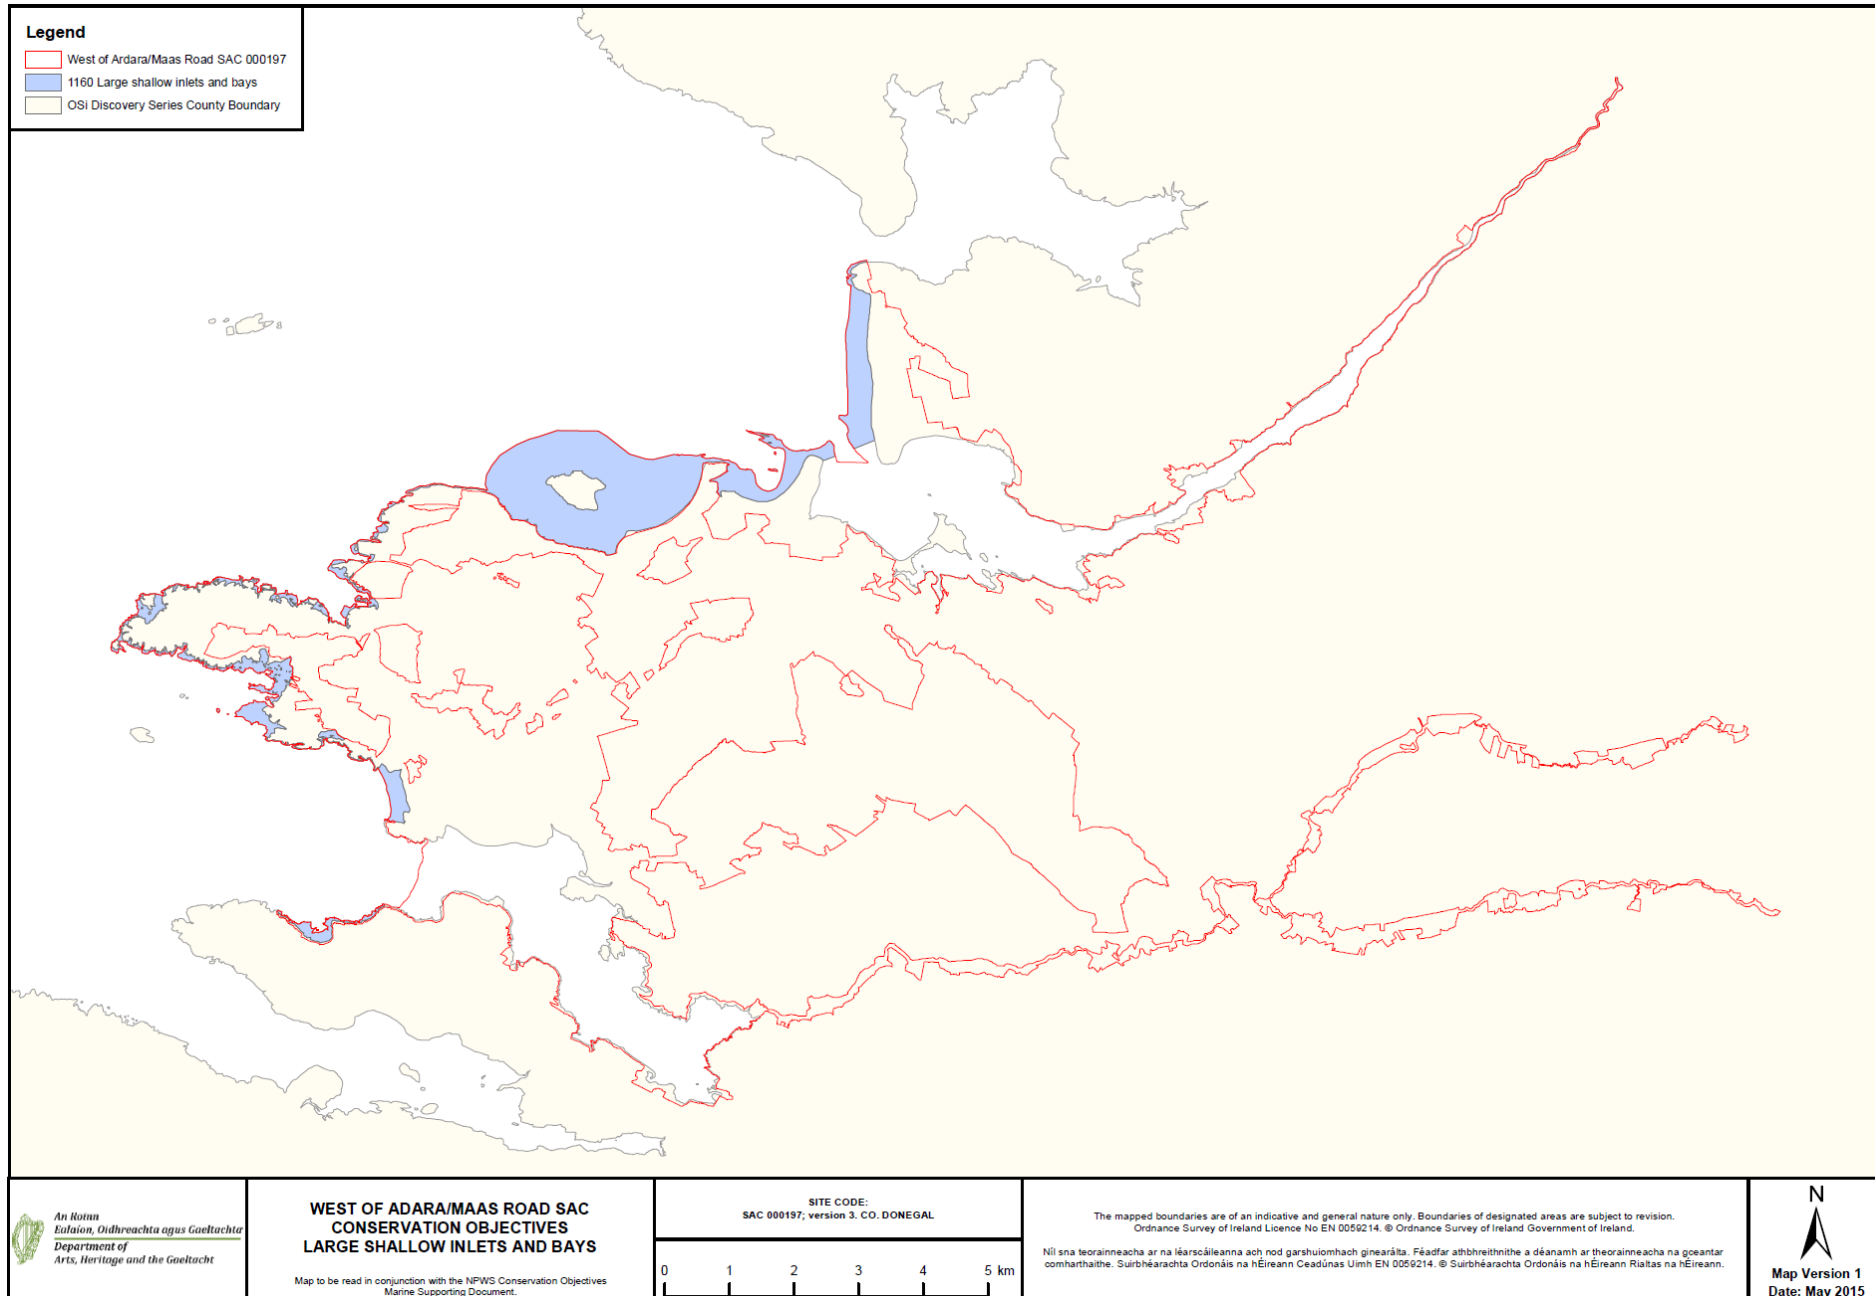 Legend
West of Ardara/Maas Road SAC 000197
1160 Large shallow inlets and bays
OSi Discovery Series County Boundary
An Roinn
Ealaíon, Oidhreachta agus Gaeltachta
Department of
Arts, Heritage and the Gaeltacht
WEST OF ADARA/MAAS ROAD SAC
CONSERVATION OBJECTIVES
LARGE SHALLOW INLETS AND BAYS
Map to be read in conjunction with the NPWS Conservation Objectives
Marine Supporting Document.
SITE CODE:
SAC 000197; version 3. CO. DONEGAL
0 1 2 3 4 5 km
The mapped boundaries are of an indicative and general nature only. Boundaries of designated areas are subject to revision.
Ordnance Survey of Ireland Licence No EN 0059214. © Ordnance Survey of Ireland Government of Ireland.
Níl sna teorainneacha ar na léarscáileanna ach nod garshuiomhach ginearálta. Féadfar athbhreithnithe a déanamh ar theorainneacha na gceantar
comharthaithe. Suirbhéarachta Ordonáis na hÉireann Ceadúnas Uimh EN 0059214. © Suirbhéarachta Ordonáis na hÉireann Rialtas na hÉireann.
N
Map Version 1
Date: May 2015